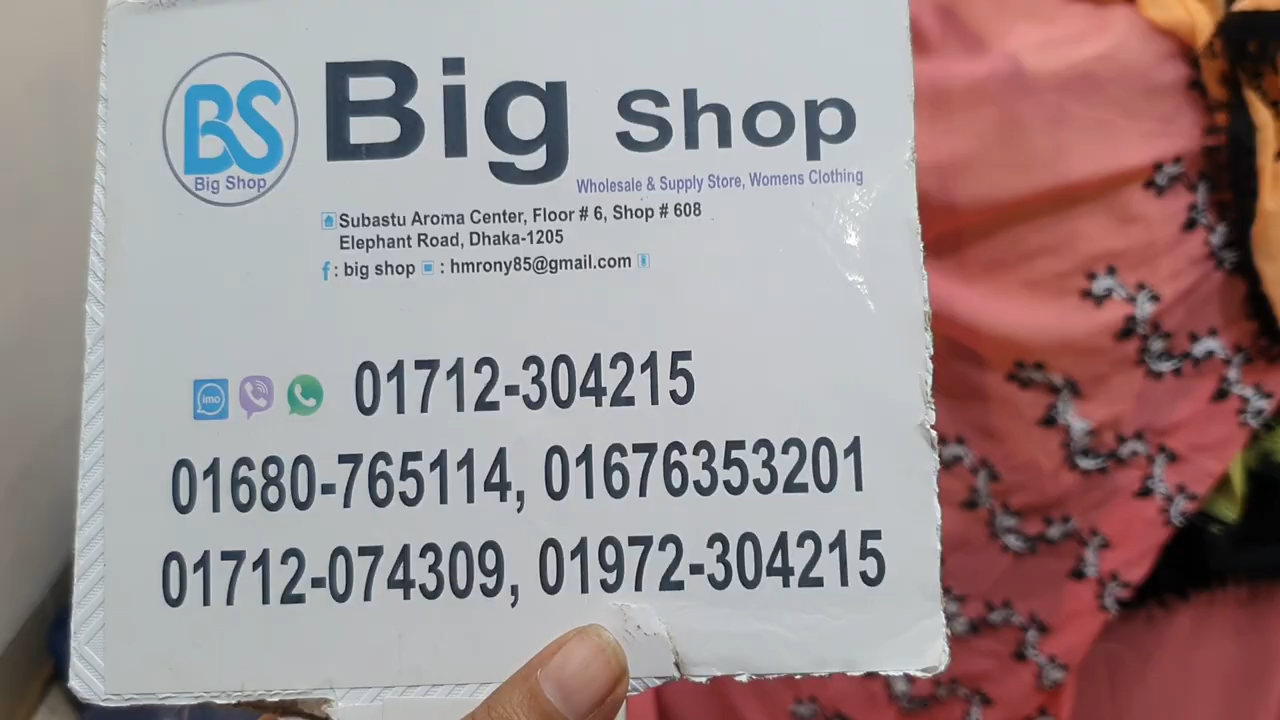 BS
Big Shop
Big Shop
Wholesale & Supply Store, Womens Clothing
Subastu Aroma Center, Floor # 6, Shop # 608
Elephant Road, Dhaka-1205
f : big shop : hmrony85@gmail.com
imo 01712-304215
01680-765114, 01676353201
01712-074309, 01972-304215